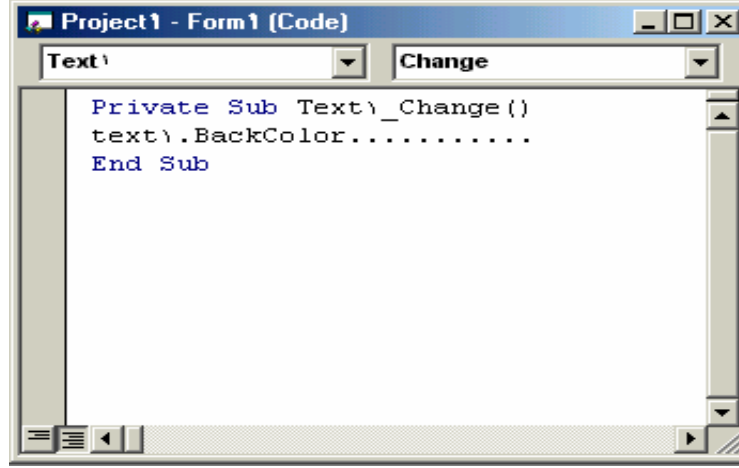 Project1 - Form1 (Code)
Text١
Change
Private Sub Text١_Change()
text١.BackColor...........
End Sub